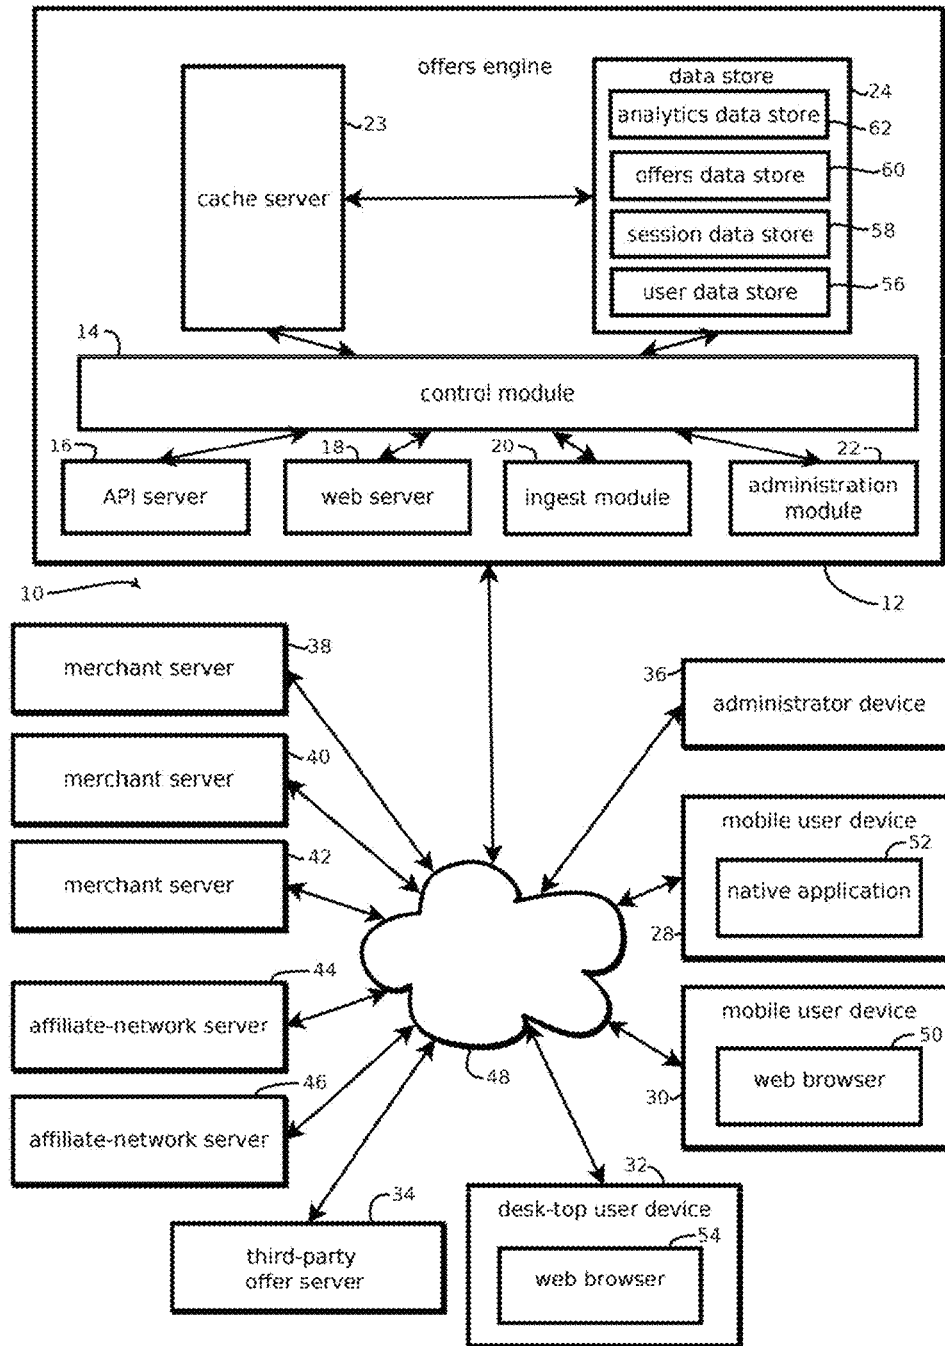 offers engine
data store
24
analytics data store
62
23
offers data store
60
cache server
session data store
58
user data store
56
14
control module
16
18
20
22
API server
web server
ingest module
administration
module
10
12
merchant server
38
36
administrator device
merchant server
40
mobile user device
52
native application
28
merchant server
42
44
affiliate-network server
mobile user device
50
web browser
30
46
affiliate-network server
48
32
desk-top user device
54
web browser
34
third-party
offer server